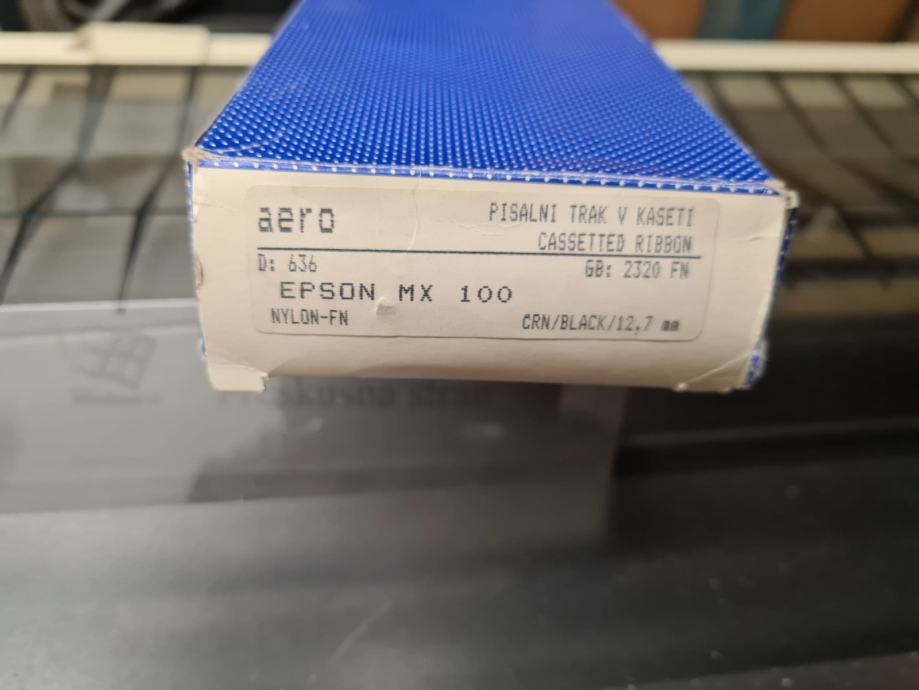 aero
PISALNI TRAK V KASETI
CASSETTED RIBBON
D: 636
GB: 2320 FN
EPSON MX 100
NYLON-FN
CRN/BLACK/12,7 mm
stran